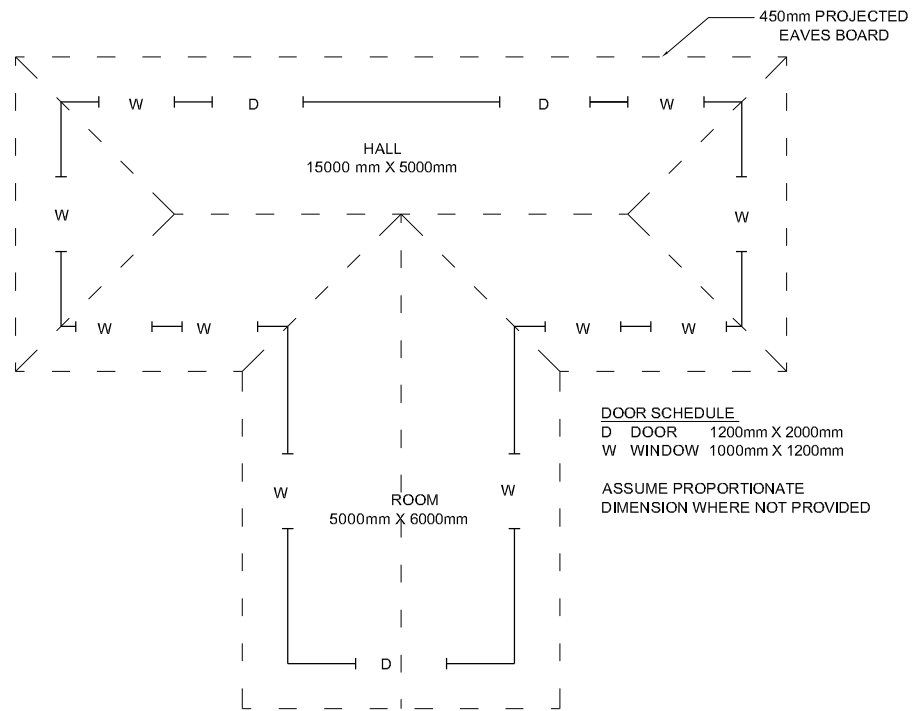 450mm PROJECTED
EAVES BOARD
W D D W
HALL
15000 mm X 5000mm
W W
W W W W
DOOR SCHEDULE
D DOOR 1200mm X 2000mm
W WINDOW 1000mm X 1200mm
W W
ROOM
5000mm X 6000mm
ASSUME PROPORTIONATE
DIMENSION WHERE NOT PROVIDED
D